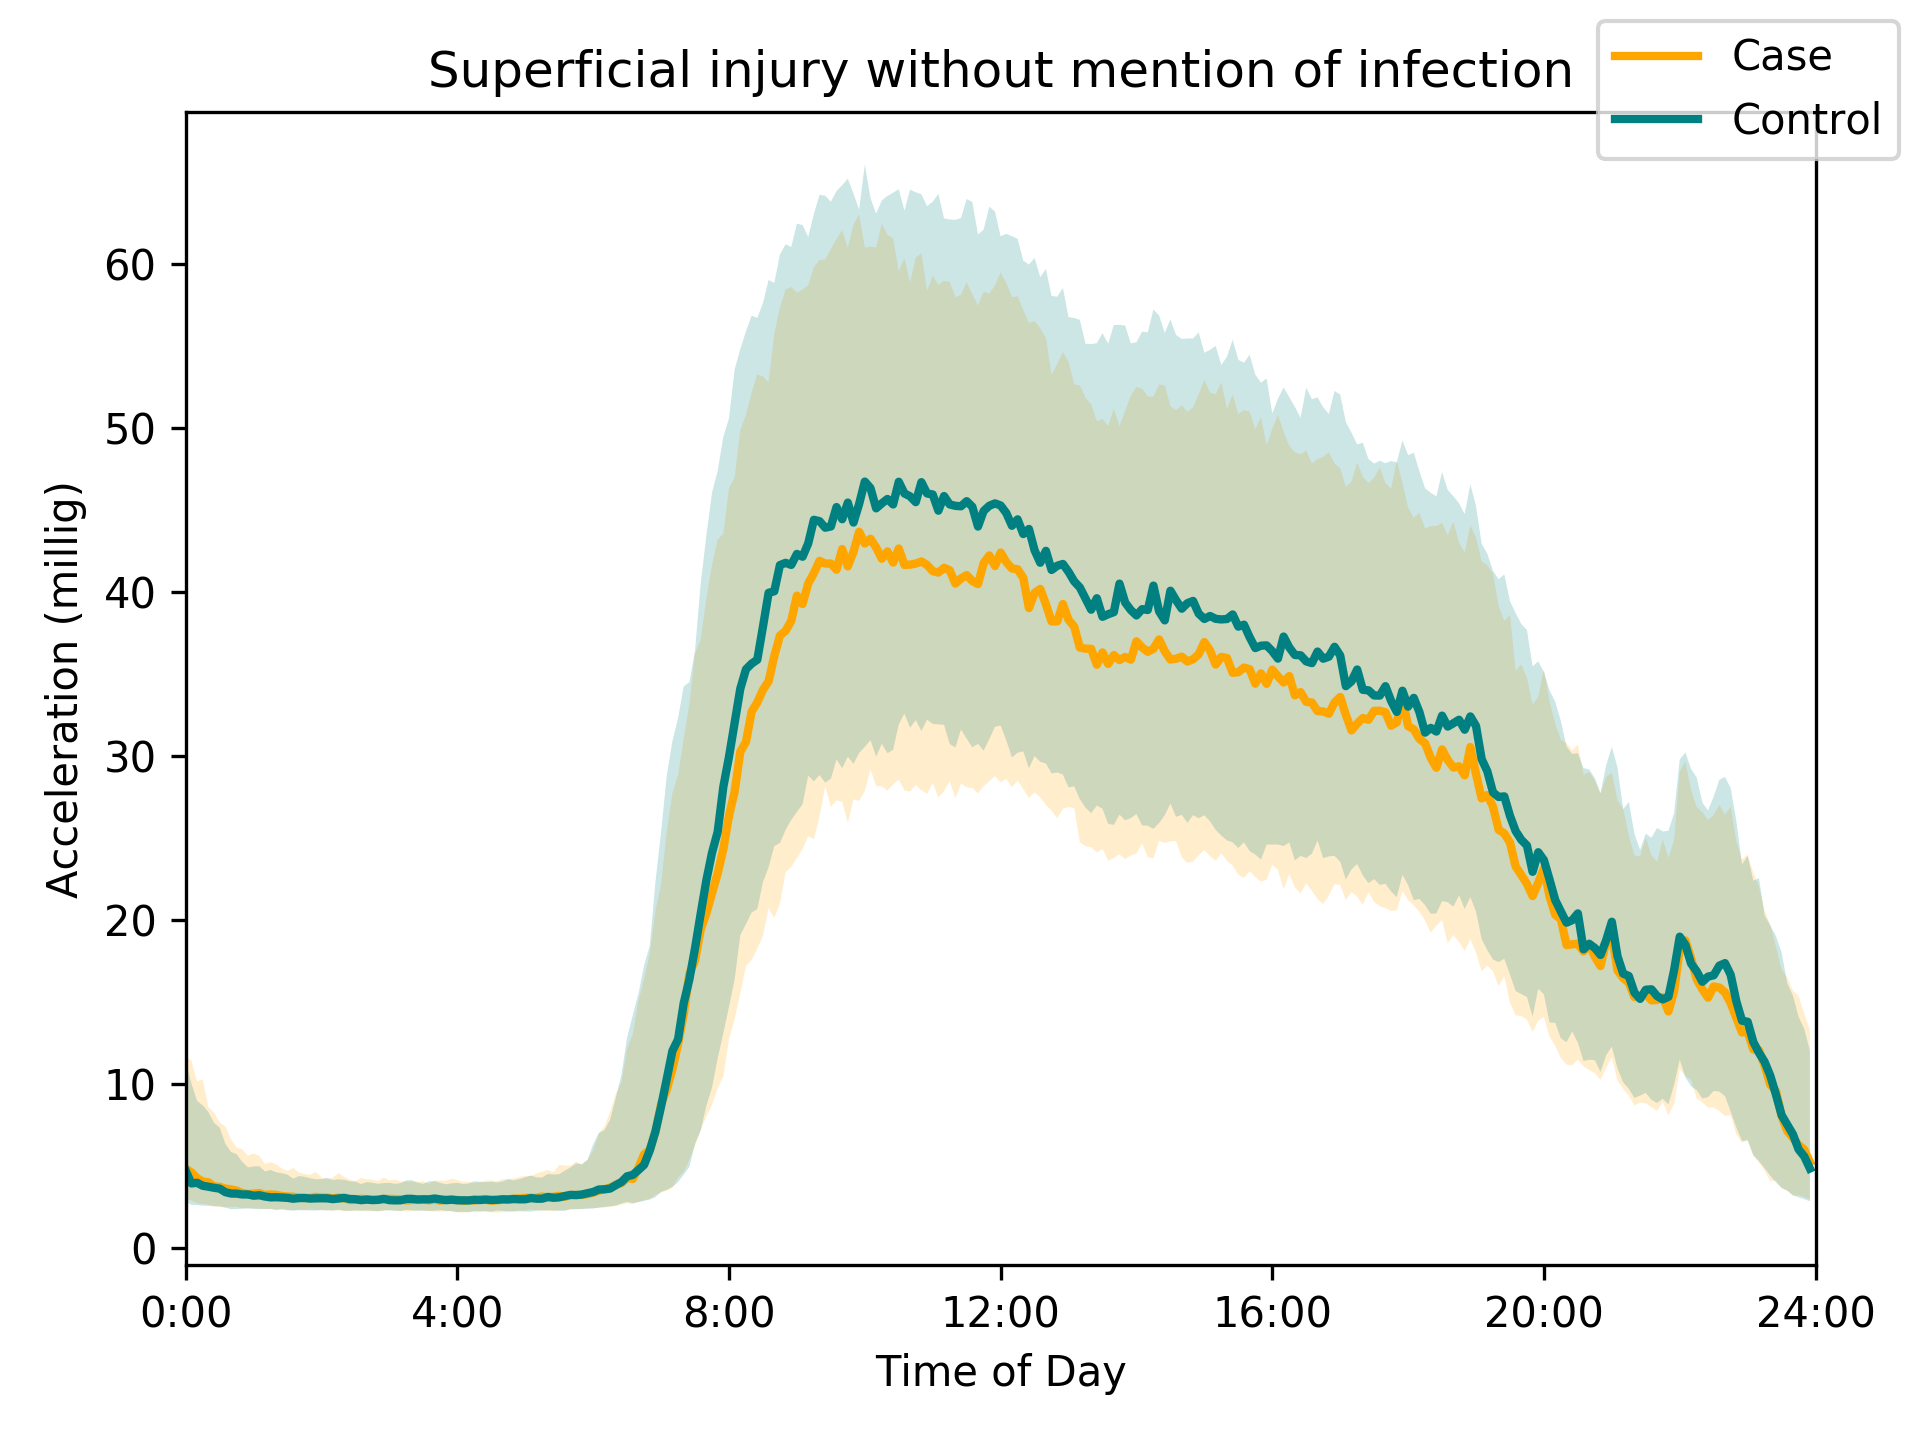 Superficial injury without mention of infection
Case
Control
Acceleration (millig)
60
50
40
30
20
10
0
0:00 4:00 8:00 12:00 16:00 20:00 24:00
Time of Day